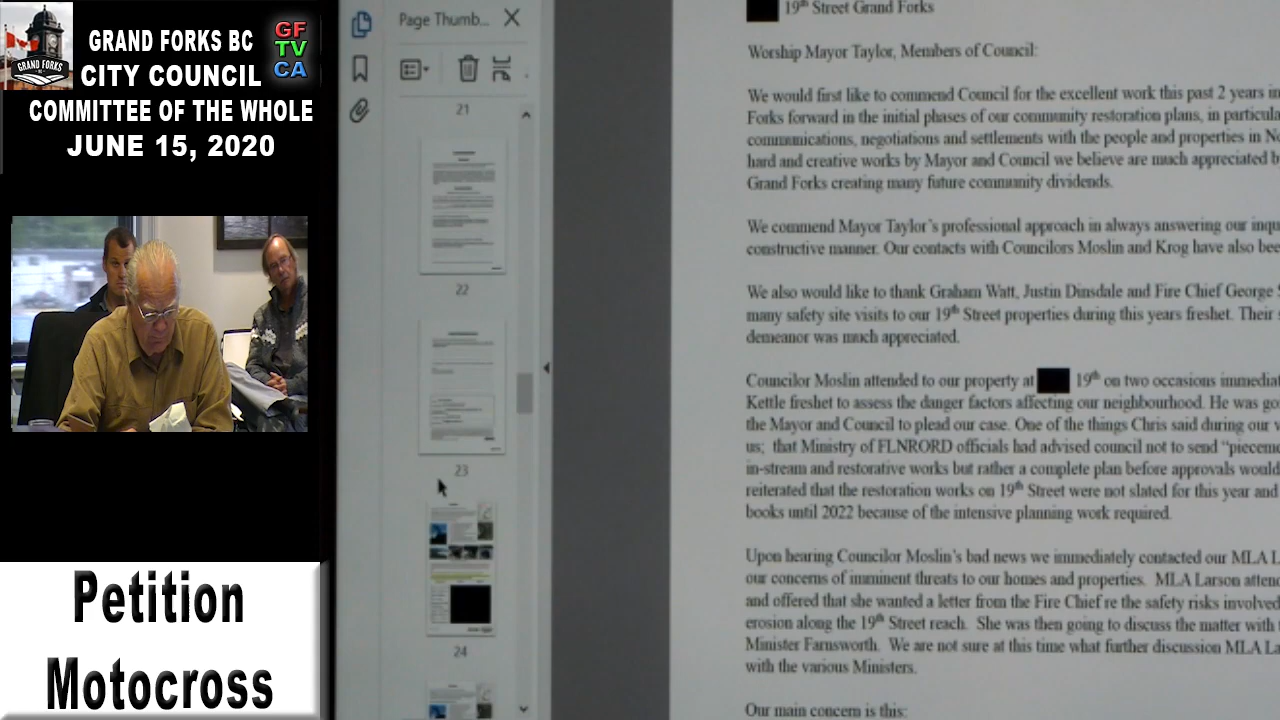 GRAND FORKS BC
CITY COUNCIL
COMMITTEE OF THE WHOLE
JUNE 15, 2020
GF
TV
CA
GRAND FORKS
Petition
Motocross
Page Thumb...
21
22
23
24
19th Street Grand Forks
Worship Mayor Taylor, Members of Council:
We would first like to commend Council for the excellent work this past 2 years in
Forks forward in the initial phases of our community restoration plans, in particula
communications, negotiations and settlements with the people and properties in No
hard and creative works by Mayor and Council we believe are much appreciated b
Grand Forks creating many future community dividends.
We commend Mayor Taylor's professional approach in always answering our inqu
constructive manner. Our contacts with Councilors Moslin and Krog have also bee
We also would like to thank Graham Watt, Justin Dinsdale and Fire Chief George S
many safety site visits to our 19th Street properties during this years freshet. Their s
demeanor was much appreciated.
Councilor Moslin attended to our property at 19th on two occasions immediat
Kettle freshet to assess the danger factors affecting our neighbourhood. He was goi
the Mayor and Council to plead our case. One of the things Chris said during our v
us; that Ministry of FLNRORD officials had advised council not to send "pieceme
in-stream and restorative works but rather a complete plan before approvals would
reiterated that the restoration works on 19th Street were not slated for this year and
books until 2022 because of the intensive planning work required.
Upon hearing Councilor Moslin's bad news we immediately contacted our MLA L
our concerns of imminent threats to our homes and properties. MLA Larson atten
and offered that she wanted a letter from the Fire Chief re the safety risks involved
erosion along the 19th Street reach. She was then going to discuss the matter with
Minister Farnsworth. We are not sure at this time what further discussion MLA La
with the various Ministers.
Our main concern is this: